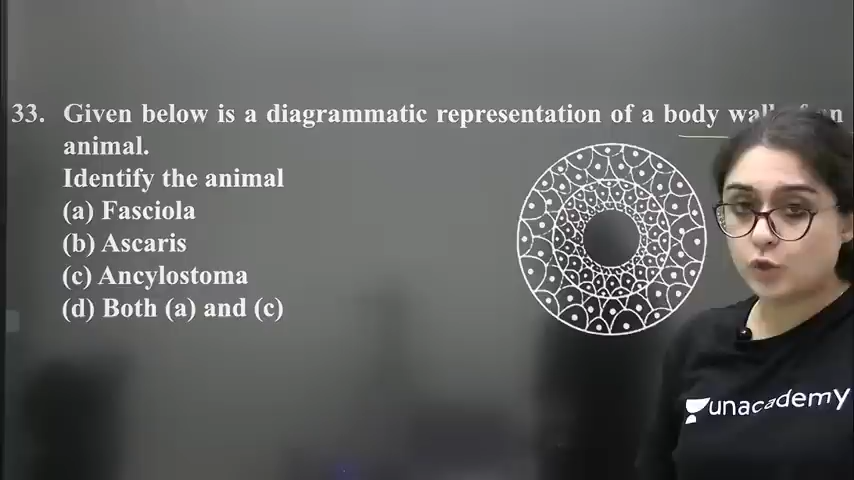 33. Given below is a diagrammatic representation of a body wall of an
animal.
Identify the animal
(a) Fasciola
(b) Ascaris
(c) Ancylostoma
(d) Both (a) and (c)
unacademy